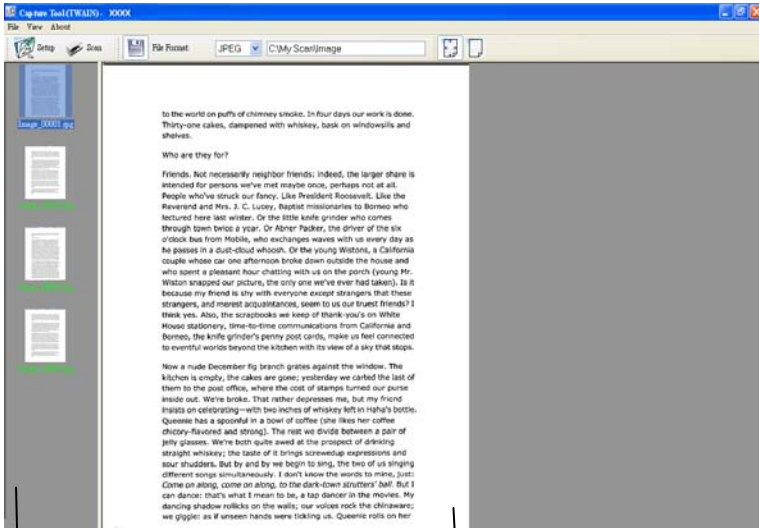 Capture Tool(TWAIN) - XXXX
File View About
Setup Scan File Format JPEG C:\My Scan\Image
Image_00001.jpg
to the world on puffs of chimney smoke. In four days our work is done.
Thirty-one cakes, dampened with whiskey, bask on windowsills and
shelves.
Who are they for?
Friends. Not necessarily neighbor friends: indeed, the larger share is
intended for persons we've met maybe once, perhaps not at all.
People who've struck our fancy. Like President Roosevelt. Like the
Reverend and Mrs. J. C. Lucey, Baptist missionaries to Borneo who
lectured here last winter. Or the little knife grinder who comes
through town twice a year. Or Abner Packer, the driver of the six
o'clock bus from Mobile, who exchanges waves with us every day as
he passes in a dust-cloud whoosh. Or the young Wistons, a California
couple whose car one afternoon broke down outside the house and
who spent a pleasant hour chatting with us on the porch (young Mr.
Wiston snapped our picture, the only one we've ever had taken). Is it
because my friend is shy with everyone except strangers that these
strangers, and merest acquaintances, seem to us our truest friends? I
think yes. Also, the scrapbooks we keep of thank-you's on White
House stationery, time-to-time communications from California and
Borneo, the knife grinder's penny post cards, make us feel connected
to eventful worlds beyond the kitchen with its view of a sky that stops.
Now a nude December fig branch grates against the window. The
kitchen is empty, the cakes are gone; yesterday we carted the last of
them to the post office, where the cost of stamps turned our purse
inside out. We're broke. That rather depresses me, but my friend
insists on celebrating—with two inches of whiskey left in Haha's bottle.
Queenie has a spoonful in a bowl of coffee (she likes her coffee
chicory-flavored and strong). The rest we divide between a pair of
jelly glasses. We're both quite awed at the prospect of drinking
straight whiskey; the taste of it brings screwedup expressions and
sour shudders. But by and by we begin to sing, the two of us singing
different songs simultaneously. I don't know the words to mine, just:
Come on along, come on along, to the dark-town strutters' ball. But I
can dance: that's what I mean to be, a tap dancer in the movies. My
dancing shadow rollicks on the walls; our voices rock the chinaware;
we giggle: as if unseen hands were tickling us. Queenie rolls on her